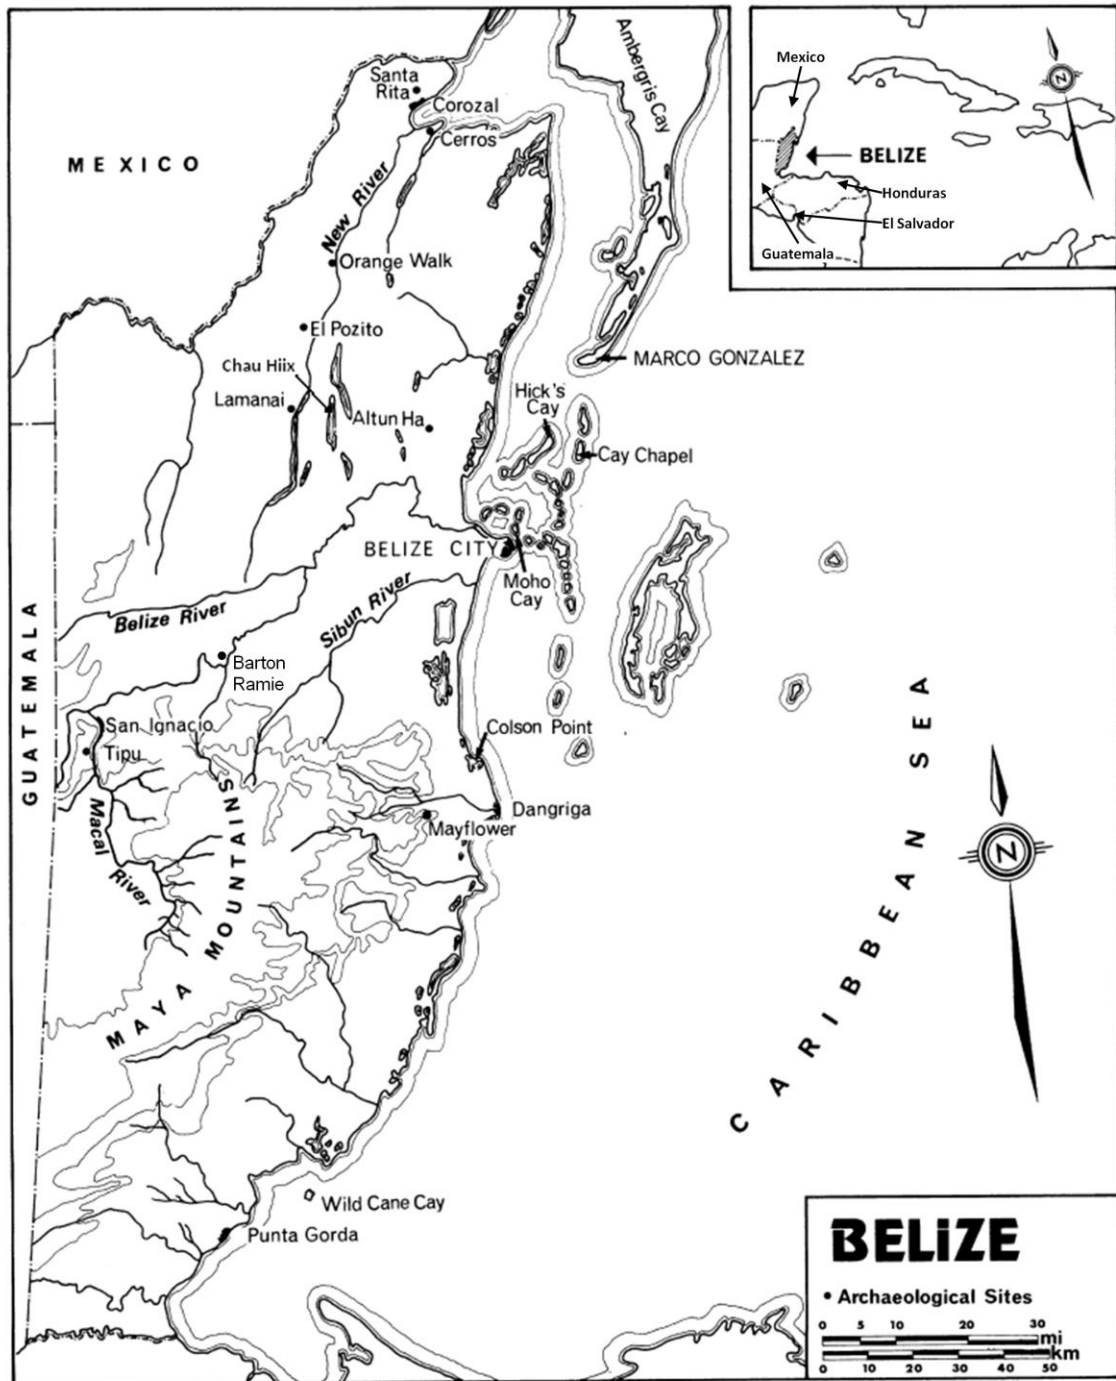 Ambergris Cay
Santa
Rita
Corozal
Cerros
MEXICO
New River
Orange Walk
El Pozito
Chau Hiix
Lamanai
Altun Ha
MARCO GONZALEZ
Hick's
Cay
Cay Chapel
BELIZE CITY
Moho
Cay
Belize River
Sibun River
GUATEMALA
Barton
Ramie
San Ignacio
Tipu
Colson Point
Dangriga
Mayflower
Macal River
MAYA MOUNTAINS
CARIBBEAN SEA
N
Wild Cane Cay
Punta Gorda
Mexico
N
BELIZE
Honduras
El Salvador
Guatemala
BELIZE
• Archaeological Sites
0 5 10 20 30
mi
km
0 10 20 30 40 50